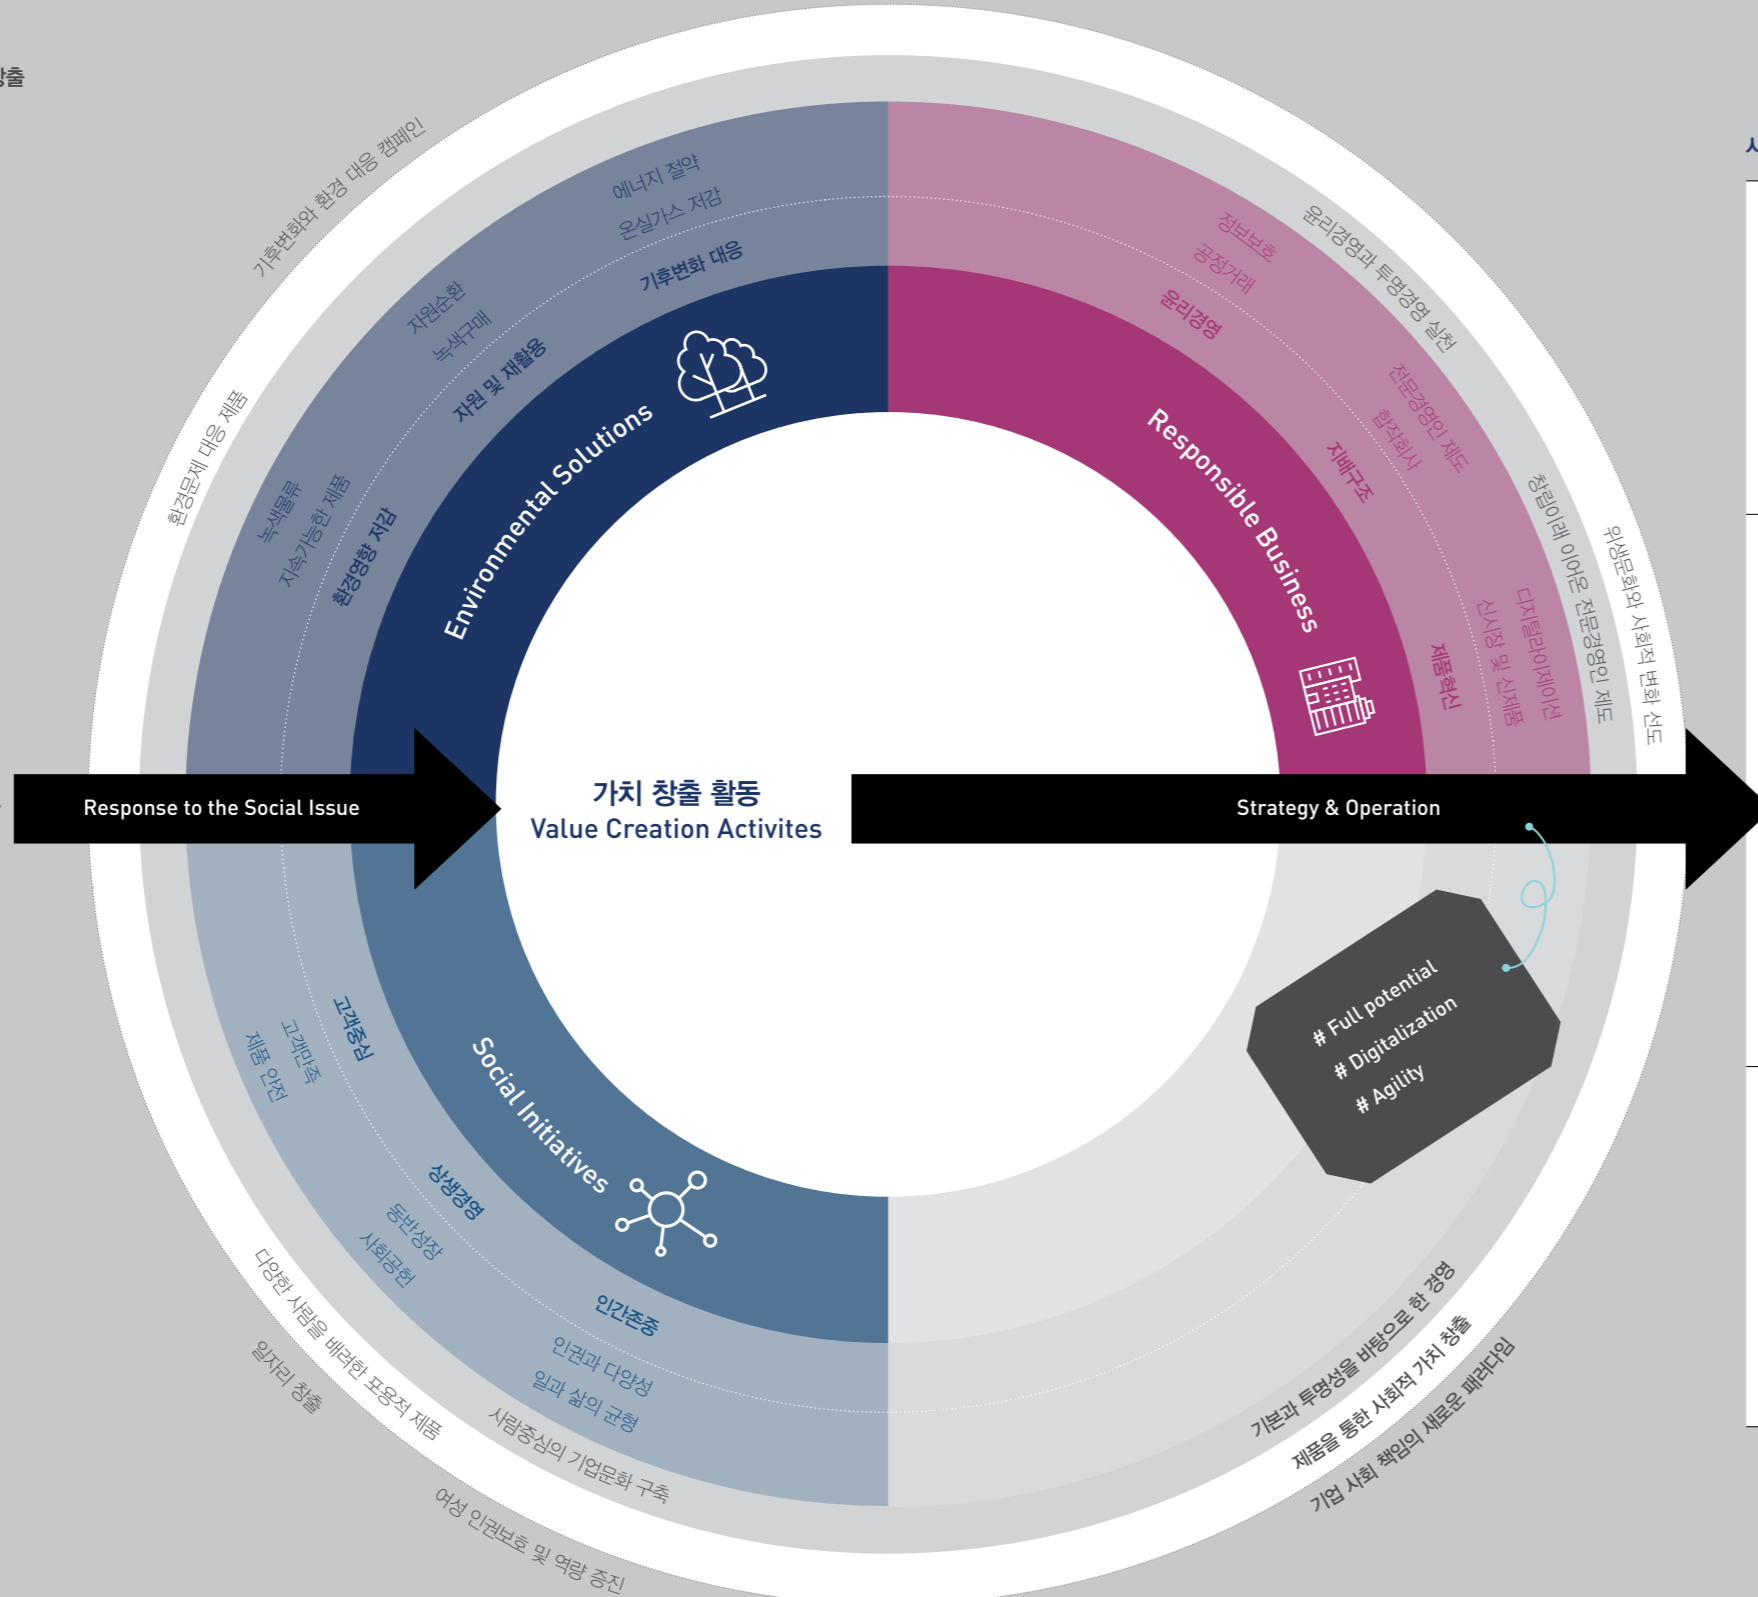 창출
기후변화와 환경 대응 캠페인
환경문제 대응 제품
에너지 절약
온실가스 저감
기후변화 대응
자원순환
녹색구매
자원 및 재활용
녹색물류
지속가능한 제품
환경영향 저감
Environmental Solutions
정보보호
공정거래
윤리경영
윤리경영과 투명경영 실천
전문경영인 제도
합작회사
지배구조
디지털라이제이션
신시장 및 신제품
제품혁신
창립이래 이어온 전문경영인 제도
위생문화와 사회적 변화 선도
Responsible Business
Response to the Social Issue
가치 창출 활동
Value Creation Activites
Strategy & Operation
# Full potential
# Digitalization
# Agility
Social Initiatives
고객중심
고객만족
제품 안전
상생경영
동반성장
사회공헌
인간존중
인권과 다양성
일과 삶의 균형
사람중심의 기업문화 구축
다양한 사람을 배려한 포용적 제품
일자리 창출
여성 인권보호 및 역량 증진
기본과 투명성을 바탕으로 한 경영
제품을 통한 사회적 가치 창출
기업 사회 책임의 새로운 패러다임